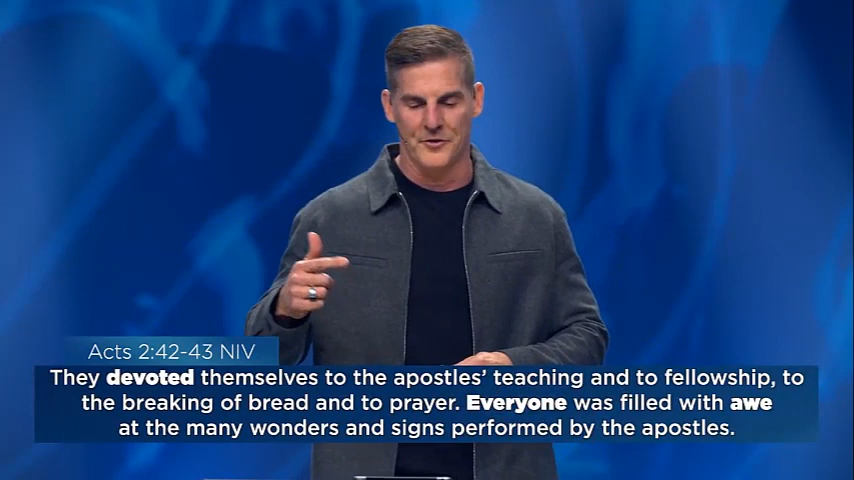 Acts 2:42-43 NIV
They devoted themselves to the apostles’ teaching and to fellowship, to
the breaking of bread and to prayer. Everyone was filled with awe
at the many wonders and signs performed by the apostles.